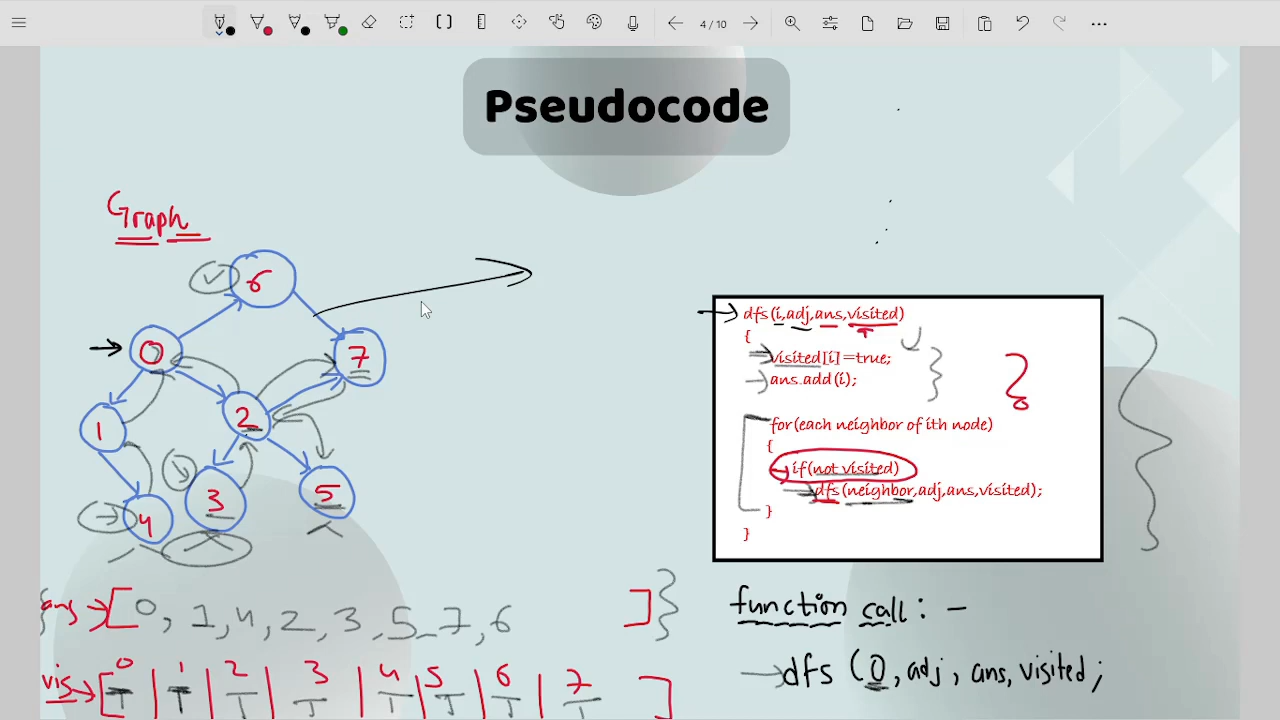 4 / 10
Pseudocode
Graph
6
0
7
1
2
3
5
4
dfs(i,adj,ans,visited)
{
visited[i]=true;
ans.add(i);
for(each neighbor of ith node)
{
if(not visited)
dfs(neighbor,adj,ans,visited);
}
}
ans → [0, 1, 4, 2, 3, 5, 7, 6 ]
function call: -
→ dfs (0, adj, ans, visited;
0 1 2 3 4 5 6 7
vis → [ T | T | T | T | T | T | T | T ]